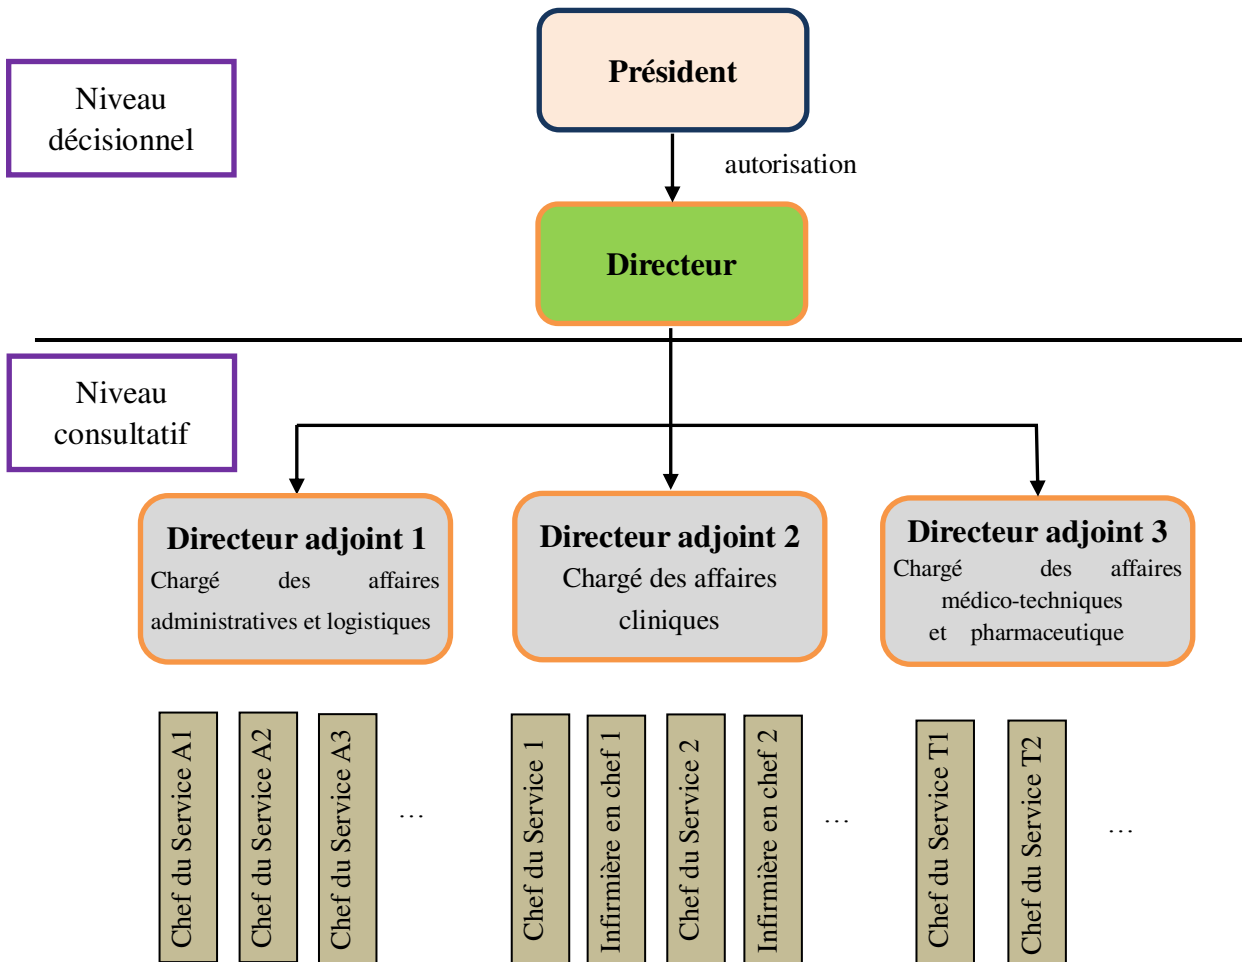 Président
Niveau
décisionnel
autorisation
Directeur
Niveau
consultatif
Directeur adjoint 1
Chargé des affaires
administratives et logistiques
Directeur adjoint 2
Chargé des affaires
cliniques
Directeur adjoint 3
Chargé des affaires
médico-techniques
et pharmaceutique
Chef du Service A1
Chef du Service A2
Chef du Service A3
…
Chef du Service 1
Infirmière en chef 1
Chef du Service 2
Infirmière en chef 2
…
Chef du Service T1
Chef du Service T2
…